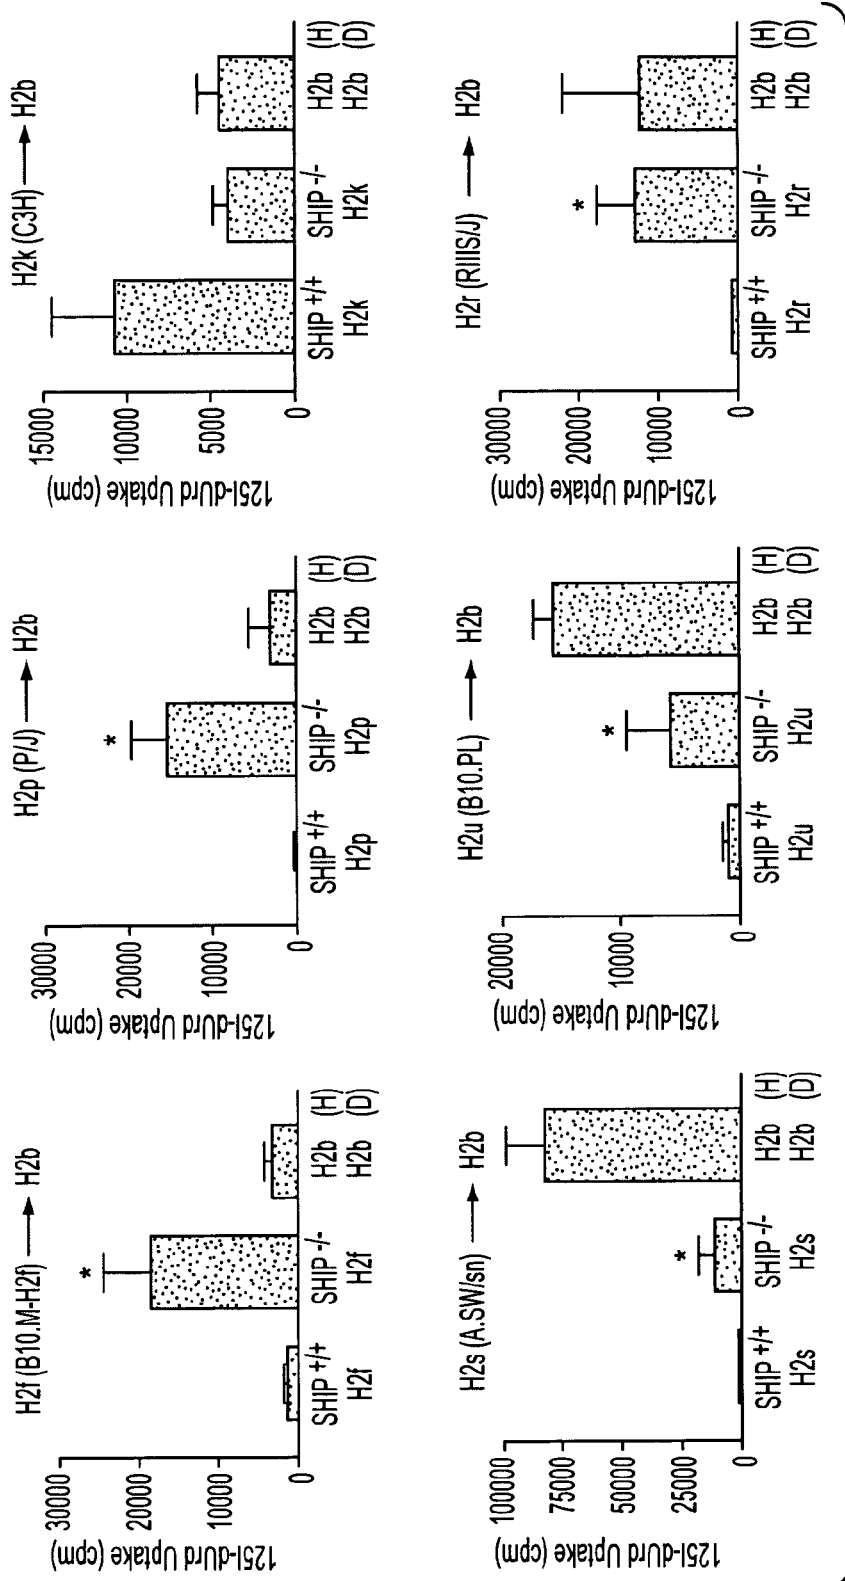 H2f (B10.M-H2f) ⟶ H2b
125I-dUrd Uptake (cpm)
30000
20000
10000
0
*
SHIP +/+ SHIP -/- H2b (H)
H2f H2f H2b (D)
H2p (P/J) ⟶ H2b
125I-dUrd Uptake (cpm)
30000
20000
10000
0
*
SHIP +/+ SHIP -/- H2b (H)
H2p H2p H2b (D)
H2k (C3H) ⟶ H2b
125I-dUrd Uptake (cpm)
15000
10000
5000
0
SHIP +/+ SHIP -/- H2b (H)
H2k H2k H2b (D)
H2s (A.SW/sn) ⟶ H2b
125I-dUrd Uptake (cpm)
100000
75000
50000
25000
0
*
SHIP +/+ SHIP -/- H2b (H)
H2s H2s H2b (D)
H2u (B10.PL) ⟶ H2b
125I-dUrd Uptake (cpm)
20000
10000
0
*
SHIP +/+ SHIP -/- H2b (H)
H2u H2u H2b (D)
H2r (RIIIS/J) ⟶ H2b
125I-dUrd Uptake (cpm)
30000
20000
10000
0
*
SHIP +/+ SHIP -/- H2b (H)
H2r H2r H2b (D)